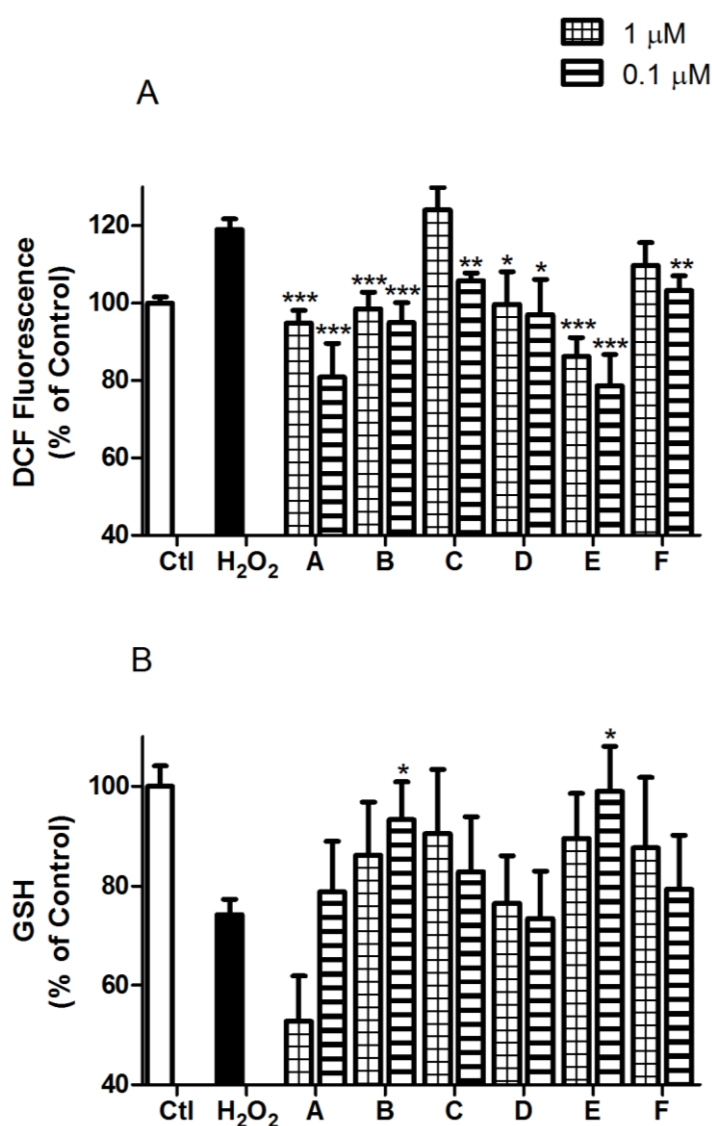 1 μM
0.1 μM
A
DCF Fluorescence
(% of Control)
120
100
80
60
40
*** *** *** *** ** * * *** *** **
Ctl H₂O₂ A B C D E F
B
GSH
(% of Control)
100
80
60
40
* *
Ctl H₂O₂ A B C D E F